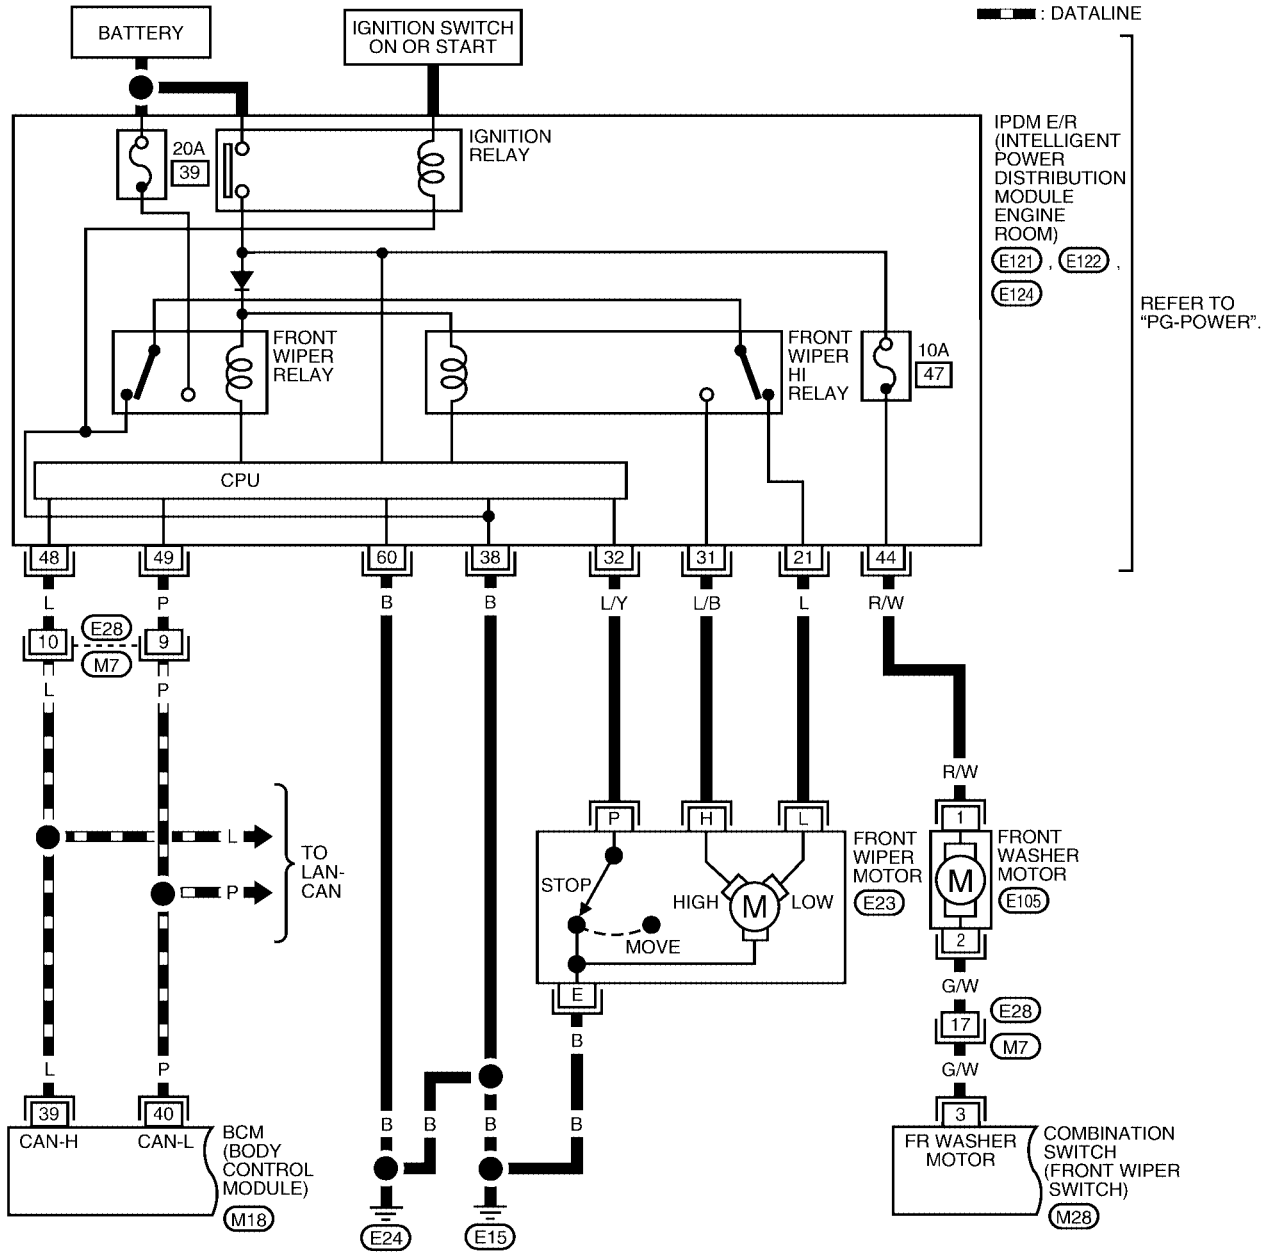 BATTERY
IGNITION SWITCH
ON OR START
: DATALINE
20A
39
IGNITION
RELAY
IPDM E/R
(INTELLIGENT
POWER
DISTRIBUTION
MODULE
ENGINE
ROOM)
E121 , E122 ,
E124
REFER TO
“PG-POWER”.
FRONT
WIPER
RELAY
FRONT
WIPER
HI
RELAY
10A
47
CPU
48 49 60 38 32 31 21 44
L P B B L/Y L/B L R/W
10 E28 9
M7
L P
R/W
L
P
TO
LAN-
CAN
P H L
STOP
MOVE
HIGH M LOW
FRONT
WIPER
MOTOR
E23
E
B
1
M
2
FRONT
WASHER
MOTOR
E105
G/W
17
E28
M7
G/W
L P
B B B B
39 40
CAN-H CAN-L
BCM
(BODY
CONTROL
MODULE)
M18
E24 E15
3
FR WASHER
MOTOR
COMBINATION
SWITCH
(FRONT WIPER
SWITCH)
M28